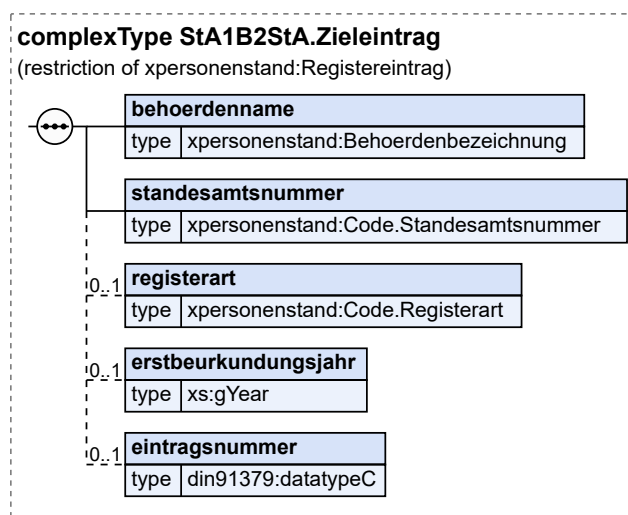 complexType StA1B2StA.Zieleintrag
(restriction of xpersonenstand:Registereintrag)
behoerdenname
type xpersonenstand:Behoerdenbezeichnung
standesamtsnummer
type xpersonenstand:Code.Standesamtsnummer
0..1 registerart
type xpersonenstand:Code.Registerart
0..1 erstbeurkundungsjahr
type xs:gYear
0..1 eintragsnummer
type din91379:datatypeC